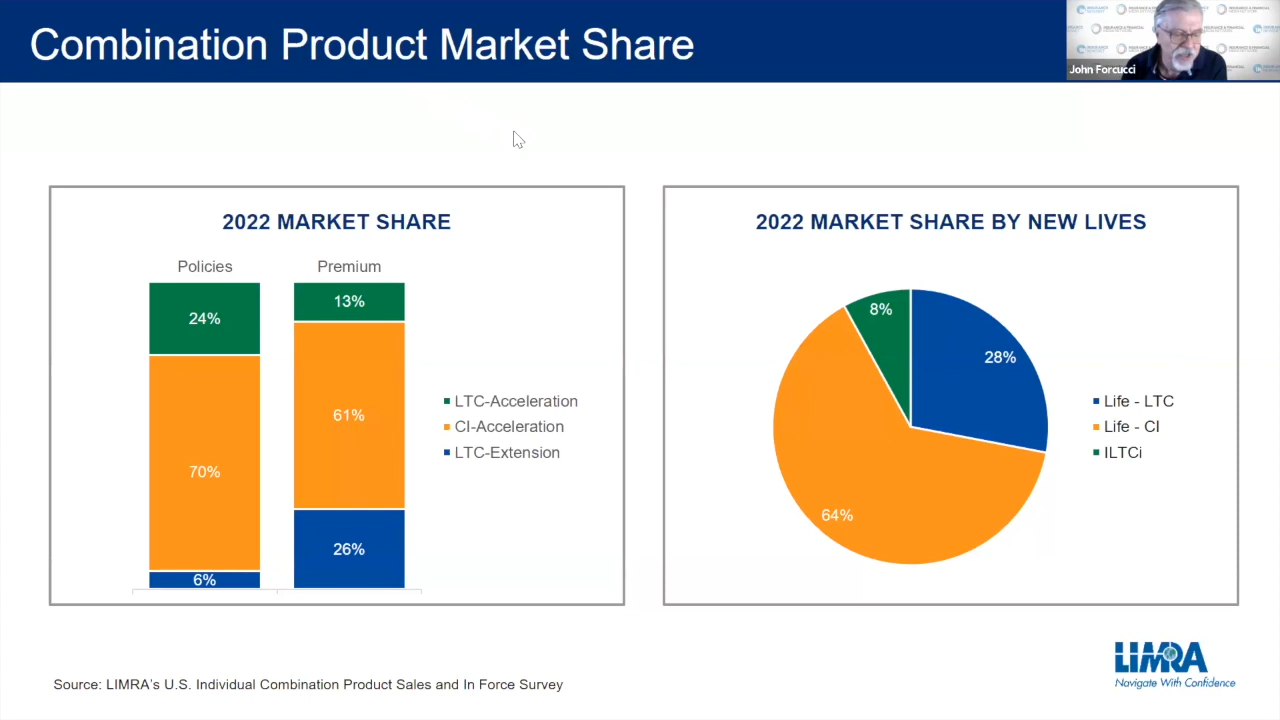 Combination Product Market Share
John Forcucci
2022 MARKET SHARE
Policies
Premium
24%
13%
70%
61%
6%
26%
LTC-Acceleration
CI-Acceleration
LTC-Extension
2022 MARKET SHARE BY NEW LIVES
8%
28%
64%
Life - LTC
Life - CI
ILTCi
Source: LIMRA's U.S. Individual Combination Product Sales and In Force Survey
LIMRA
Navigate With Confidence